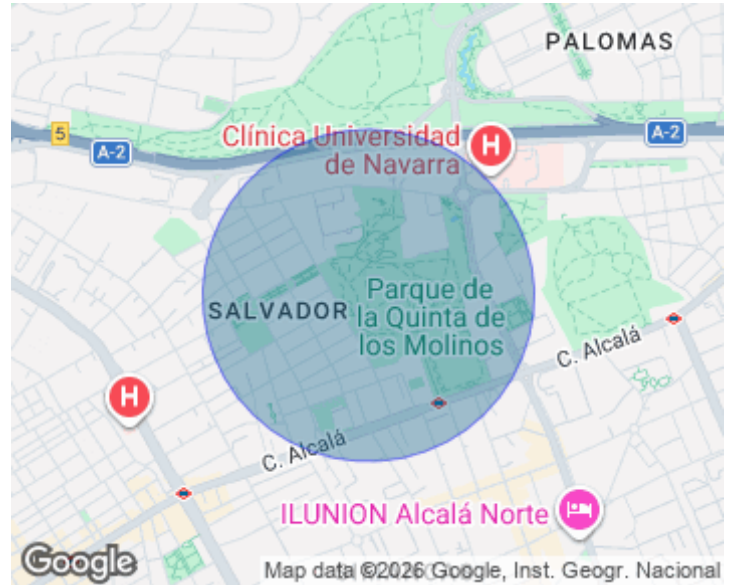 PALOMAS
5
A-2
A-2
Clínica Universidad
de Navarra
H
SALVADOR
Parque de
la Quinta de
los Molinos
C. Alcalá
H
C. Alcalá
ILUNION Alcalá Norte
Google
Map data ©2026 Google, Inst. Geogr. Nacional